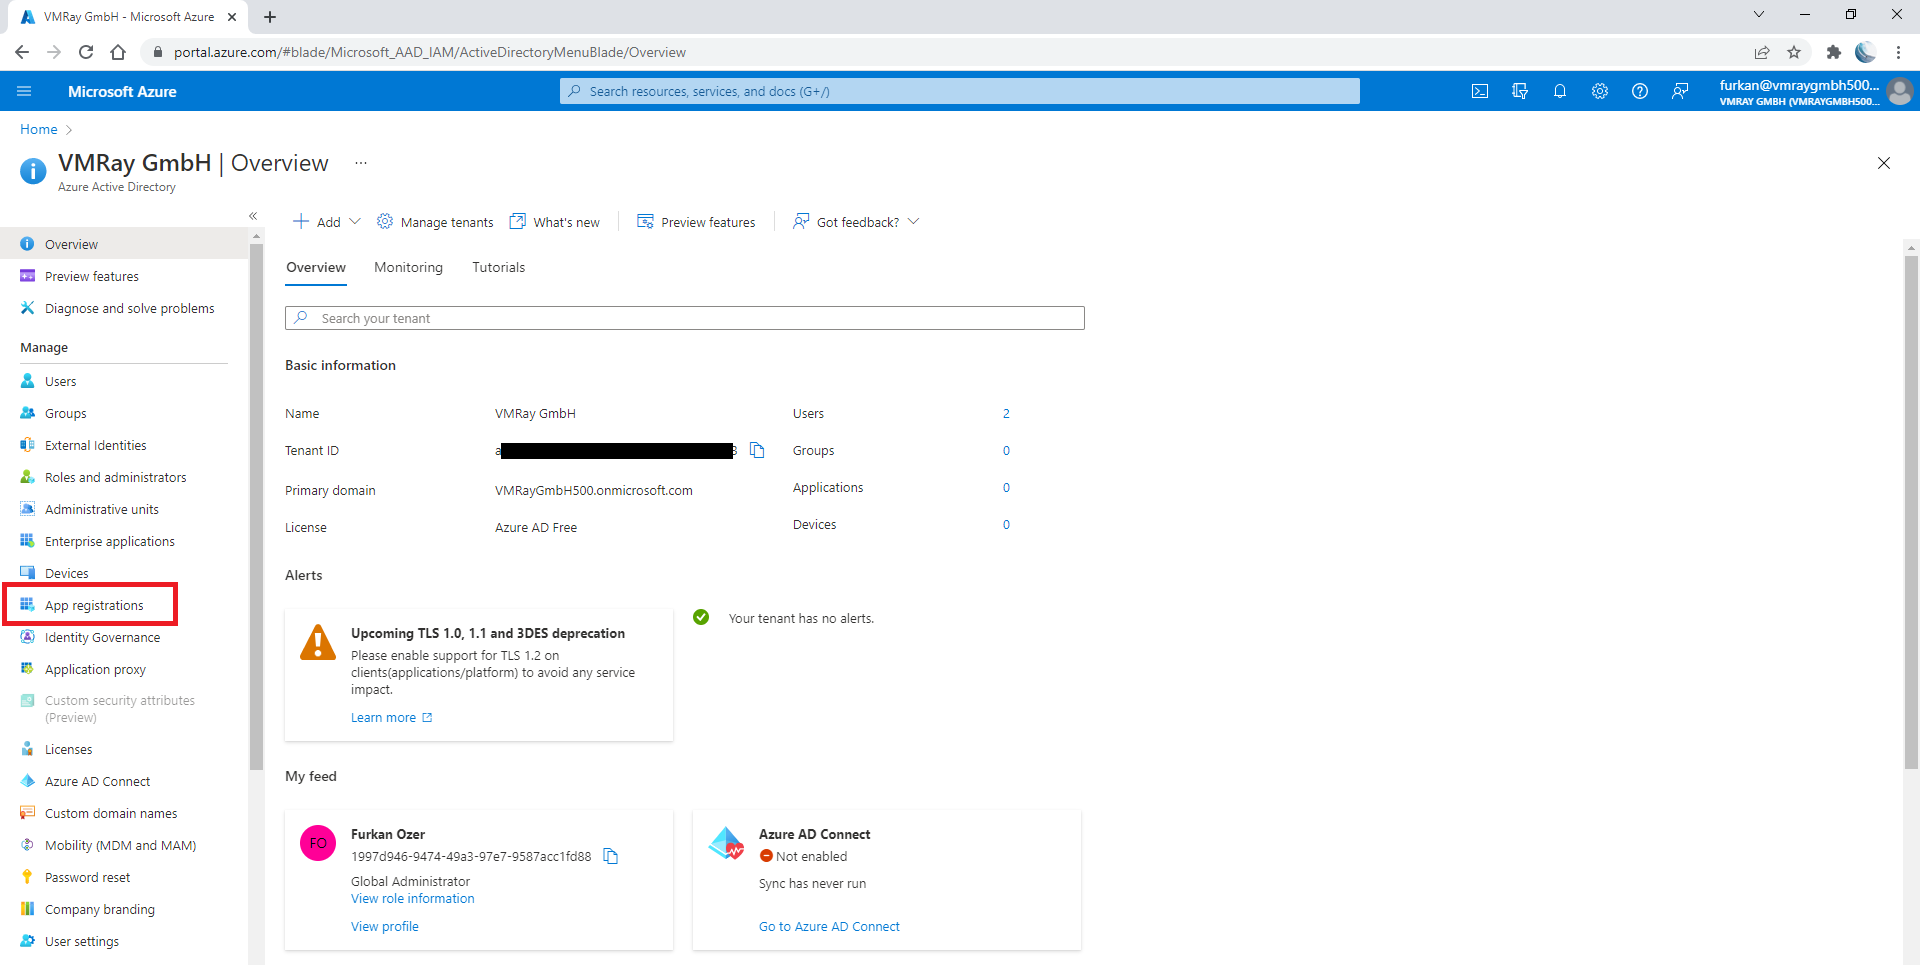 VMRay GmbH - Microsoft Azure
portal.azure.com/#blade/Microsoft_AAD_IAM/ActiveDirectoryMenuBlade/Overview
Microsoft Azure
Search resources, services, and docs (G+/)
furkan@vmraygmbh500...
VMRAY GMBH (VMRAYGMBH500...
Home
VMRay GmbH | Overview ...
Azure Active Directory
«
Add
Manage tenants
What's new
Preview features
Got feedback?
Overview
Preview features
Diagnose and solve problems
Manage
Users
Groups
External Identities
Roles and administrators
Administrative units
Enterprise applications
Devices
App registrations
Identity Governance
Application proxy
Custom security attributes
(Preview)
Licenses
Azure AD Connect
Custom domain names
Mobility (MDM and MAM)
Password reset
Company branding
User settings
Overview
Monitoring
Tutorials
Search your tenant
Basic information
Name VMRay GmbH
Users 2
Tenant ID a
Groups 0
Primary domain VMRayGmbH500.onmicrosoft.com
Applications 0
License Azure AD Free
Devices 0
Alerts
Upcoming TLS 1.0, 1.1 and 3DES deprecation
Please enable support for TLS 1.2 on
clients(applications/platform) to avoid any service
impact.
Learn more
Your tenant has no alerts.
My feed
FO
Furkan Ozer
1997d946-9474-49a3-97e7-9587acc1fd88
Global Administrator
View role information
View profile
Azure AD Connect
Not enabled
Sync has never run
Go to Azure AD Connect